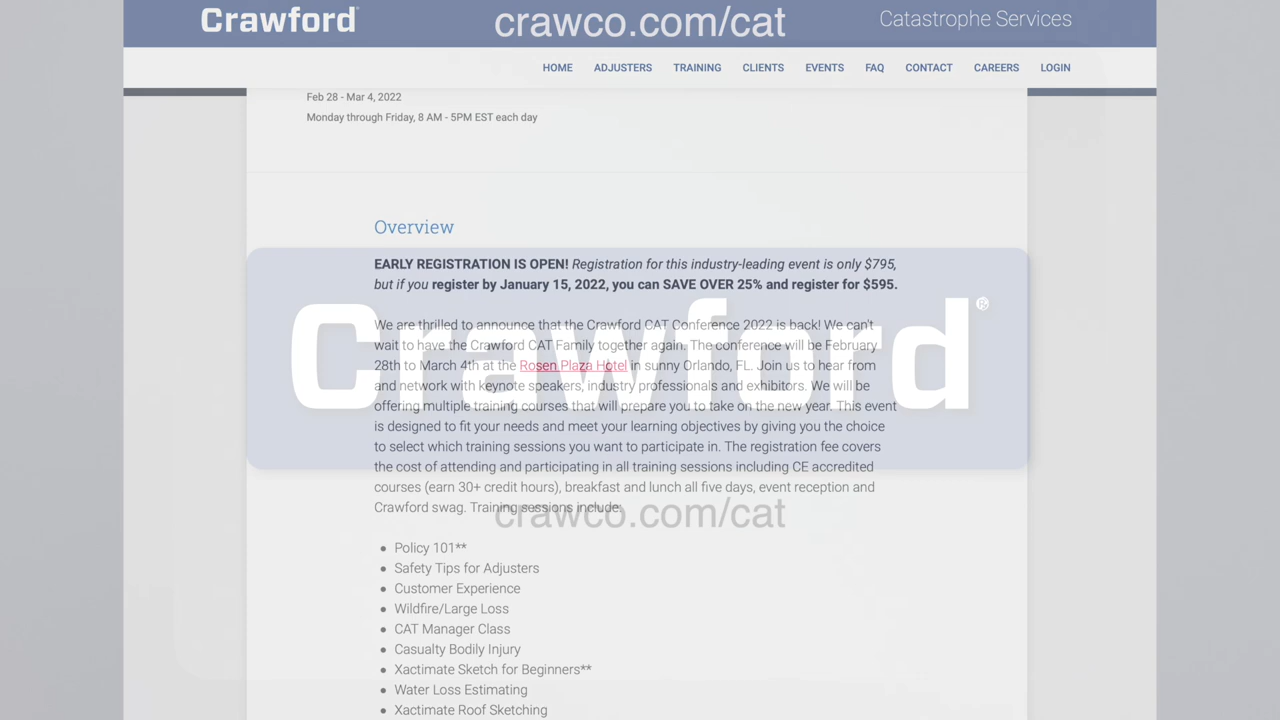 Crawford®
crawco.com/cat
Catastrophe Services
HOME ADJUSTERS TRAINING CLIENTS EVENTS FAQ CONTACT CAREERS LOGIN
Feb 28 - Mar 4, 2022
Monday through Friday, 8 AM - 5PM EST each day
Overview
EARLY REGISTRATION IS OPEN! Registration for this industry-leading event is only $795,
but if you register by January 15, 2022, you can SAVE OVER 25% and register for $595.
Crawford®
We are thrilled to announce that the Crawford CAT Conference 2022 is back! We can't
wait to have the Crawford CAT Family together again. The conference will be February
28th to March 4th at the Rosen Plaza Hotel in sunny Orlando, FL. Join us to hear from
and network with keynote speakers, industry professionals and exhibitors. We will be
offering multiple training courses that will prepare you to take on the new year. This event
is designed to fit your needs and meet your learning objectives by giving you the choice
to select which training sessions you want to participate in. The registration fee covers
the cost of attending and participating in all training sessions including CE accredited
courses (earn 30+ credit hours), breakfast and lunch all five days, event reception and
Crawford swag. Training sessions include:
crawco.com/cat
Policy 101**
Safety Tips for Adjusters
Customer Experience
Wildfire/Large Loss
CAT Manager Class
Casualty Bodily Injury
Xactimate Sketch for Beginners**
Water Loss Estimating
Xactimate Roof Sketching